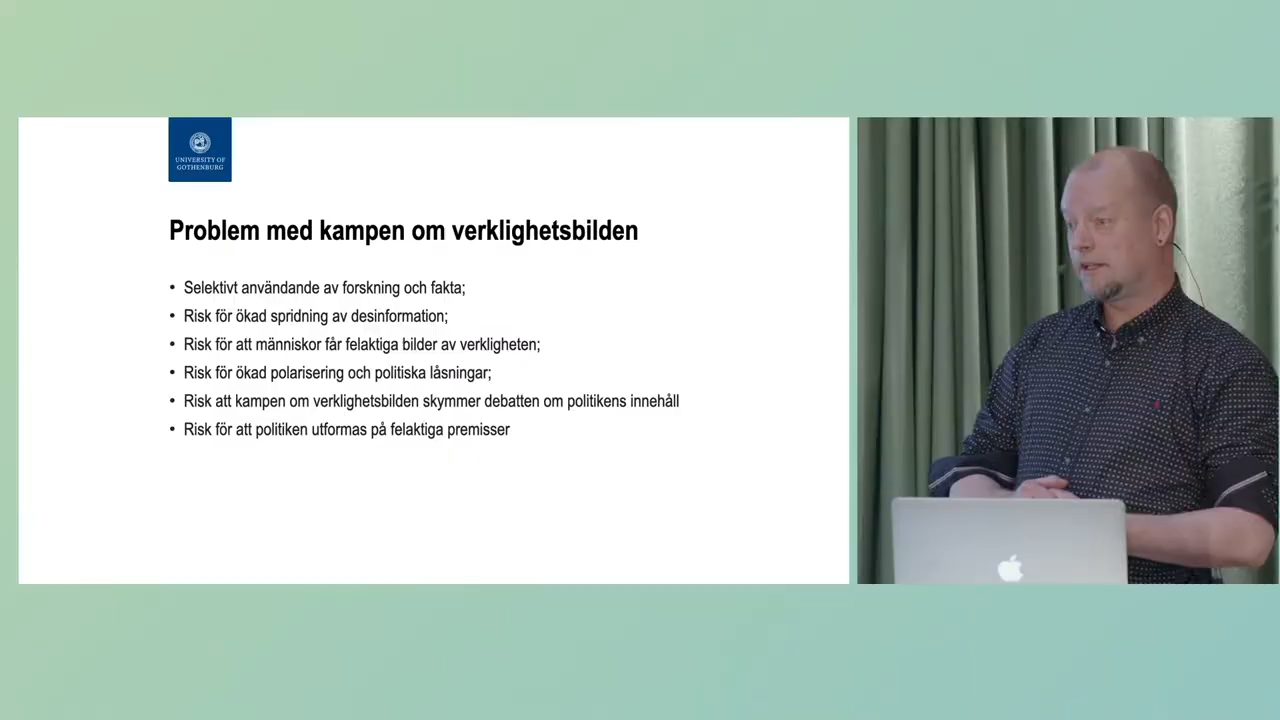 UNIVERSITY OF
GOTHENBURG
Problem med kampen om verklighetsbilden
• Selektivt användande av forskning och fakta;
• Risk för ökad spridning av desinformation;
• Risk för att människor får felaktiga bilder av verkligheten;
• Risk för ökad polarisering och politiska låsningar;
• Risk att kampen om verklighetsbilden skymmer debatten om politikens innehåll
• Risk för att politiken utformas på felaktiga premisser